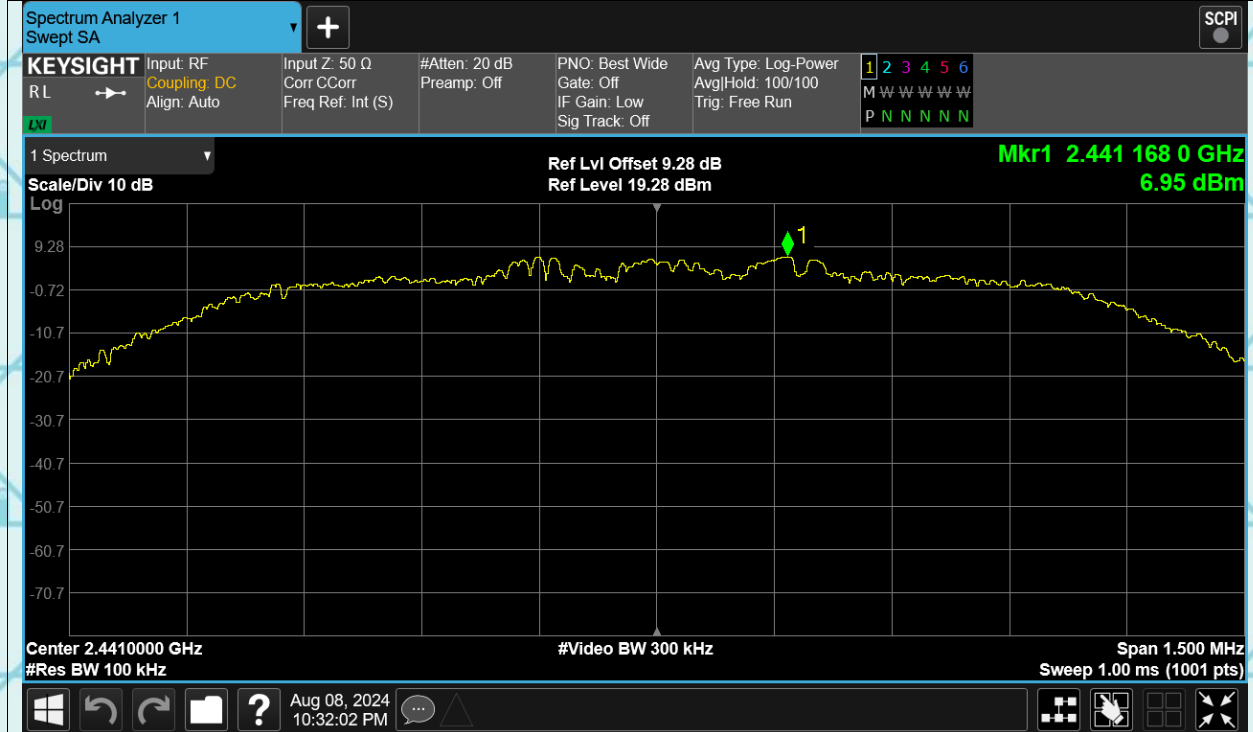 Spectrum Analyzer 1
Swept SA
SCPI
KEYSIGHT
RL
LXI
Input: RF
Coupling: DC
Align: Auto
Input Z: 50 Ω
Corr CCorr
Freq Ref: Int (S)
#Atten: 20 dB
Preamp: Off
PNO: Best Wide
Gate: Off
IF Gain: Low
Sig Track: Off
Avg Type: Log-Power
Avg|Hold: 100/100
Trig: Free Run
1 2 3 4 5 6
M W W W W W
P N N N N N
1 Spectrum
Scale/Div 10 dB
Log
Ref Lvl Offset 9.28 dB
Ref Level 19.28 dBm
Mkr1 2.441 168 0 GHz
6.95 dBm
1
9.28
-0.72
-10.7
-20.7
-30.7
-40.7
-50.7
-60.7
-70.7
Center 2.4410000 GHz
#Res BW 100 kHz
#Video BW 300 kHz
Span 1.500 MHz
Sweep 1.00 ms (1001 pts)
?
Aug 08, 2024
10:32:02 PM